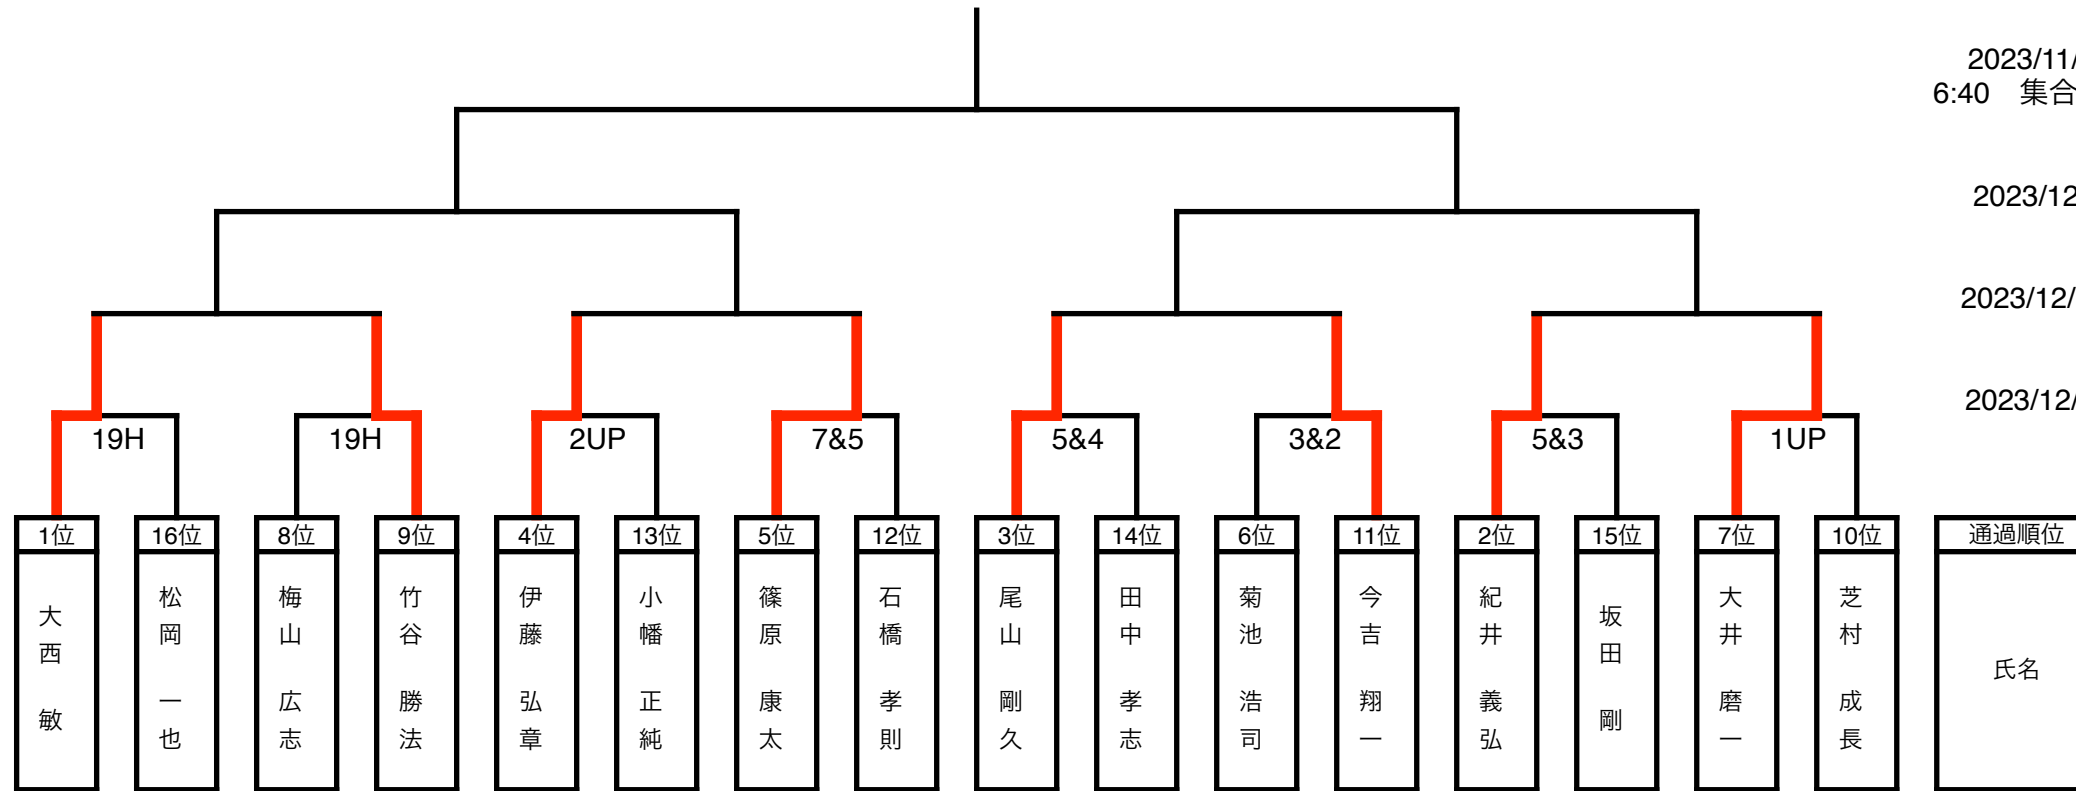 2023/11/
6:40　集合
2023/12
2023/12/
2023/12/
19H 19H 2UP 7&5 5&4 3&2 5&3 1UP
1位 16位 8位 9位 4位 13位 5位 12位 3位 14位 6位 11位 2位 15位 7位 10位 通過順位
大西　敏
松岡　一也
梅山　広志
竹谷　勝法
伊藤　弘章
小幡　正純
篠原　康太
石橋　孝則
尾山　剛久
田中　孝志
菊池　浩司
今吉　翔一
紀井　義弘
坂田　剛
大井　磨一
芝村　成長
氏名